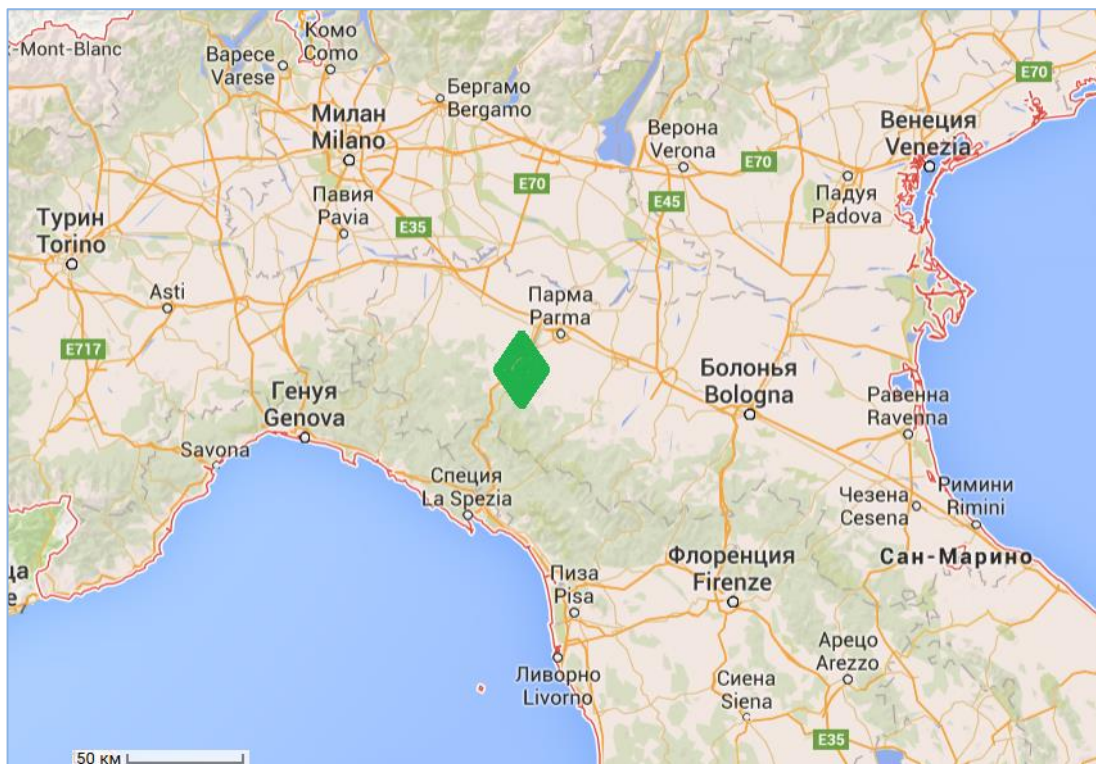 Комо
Como
x-Mont-Blanc
Варесе
Varese
E70
Бергамо
Bergamo
Милан
Milano
Верона
Verona
Венеция
Venezia
E70
E70
Падуя
Padova
Павия
Pavia
E45
Турин
Torino
E35
Asti
Парма
Parma
E717
Болонья
Bologna
Генуя
Genova
Равенна
Ravenna
Savona
Специя
La Spezia
Чезена
Cesena
Римини
Rimini
Флоренция
Firenze
Сан-Марино
ца
e
Пиза
Pisa
Ареццо
Arezzo
Ливорно
Livorno
Сиена
Siena
E35
50 км